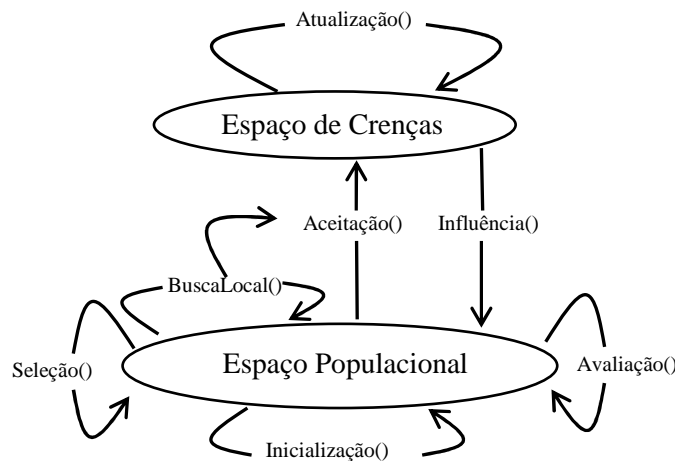 Atualização()
Espaço de Crenças
Aceitação()
Influência()
BuscaLocal()
Seleção()
Espaço Populacional
Avaliação()
Inicialização()